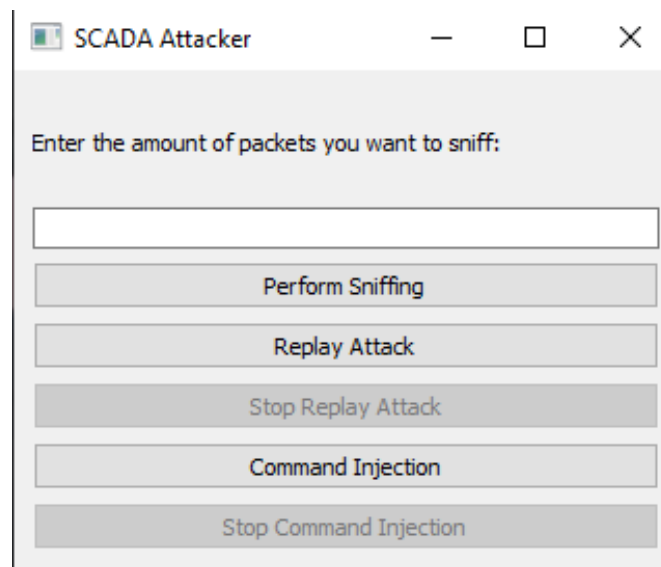 SCADA Attacker
Enter the amount of packets you want to sniff:
Perform Sniffing
Replay Attack
Stop Replay Attack
Command Injection
Stop Command Injection